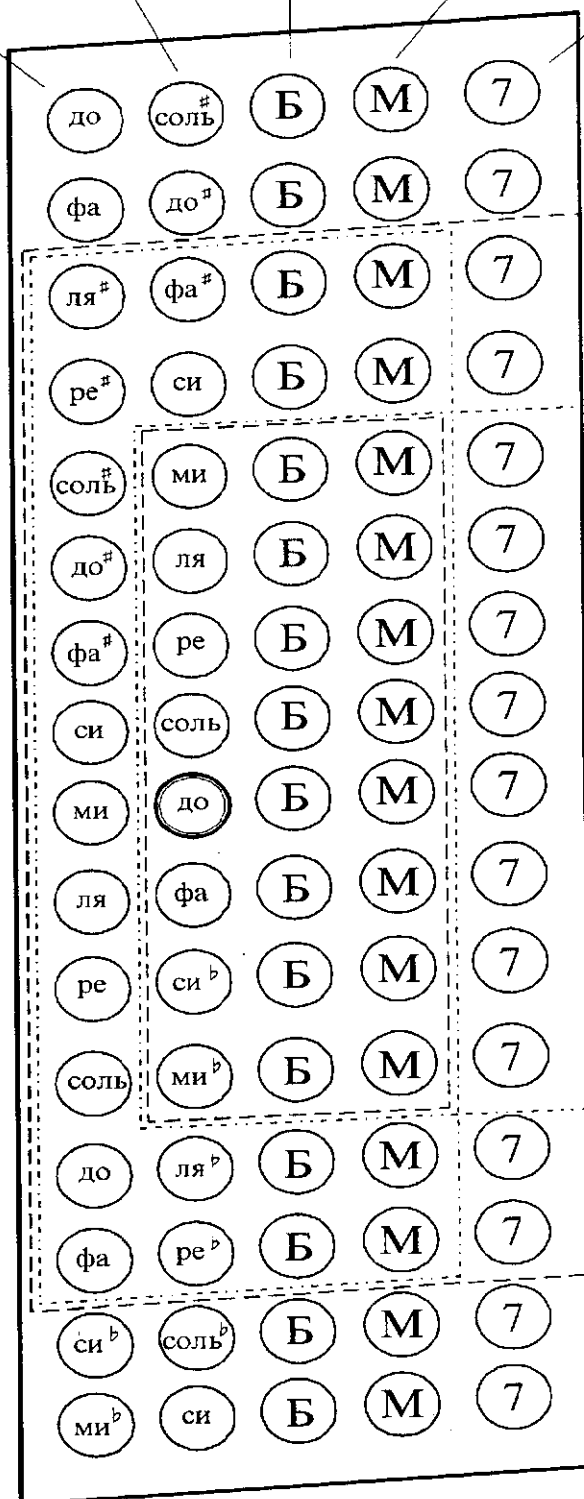 до соль♯ Б М 7
фа до♯ Б М 7
ля♯ фа♯ Б М 7
ре♯ си Б М 7
соль♯ ми Б М 7
до♯ ля Б М 7
фа♯ ре Б М 7
си соль Б М 7
ми до Б М 7
ля фа Б М 7
ре си♭ Б М 7
соль ми♭ Б М 7
до ля♭ Б М 7
фа ре♭ Б М 7
си♭ соль♭ Б М 7
ми♭ си Б М 7